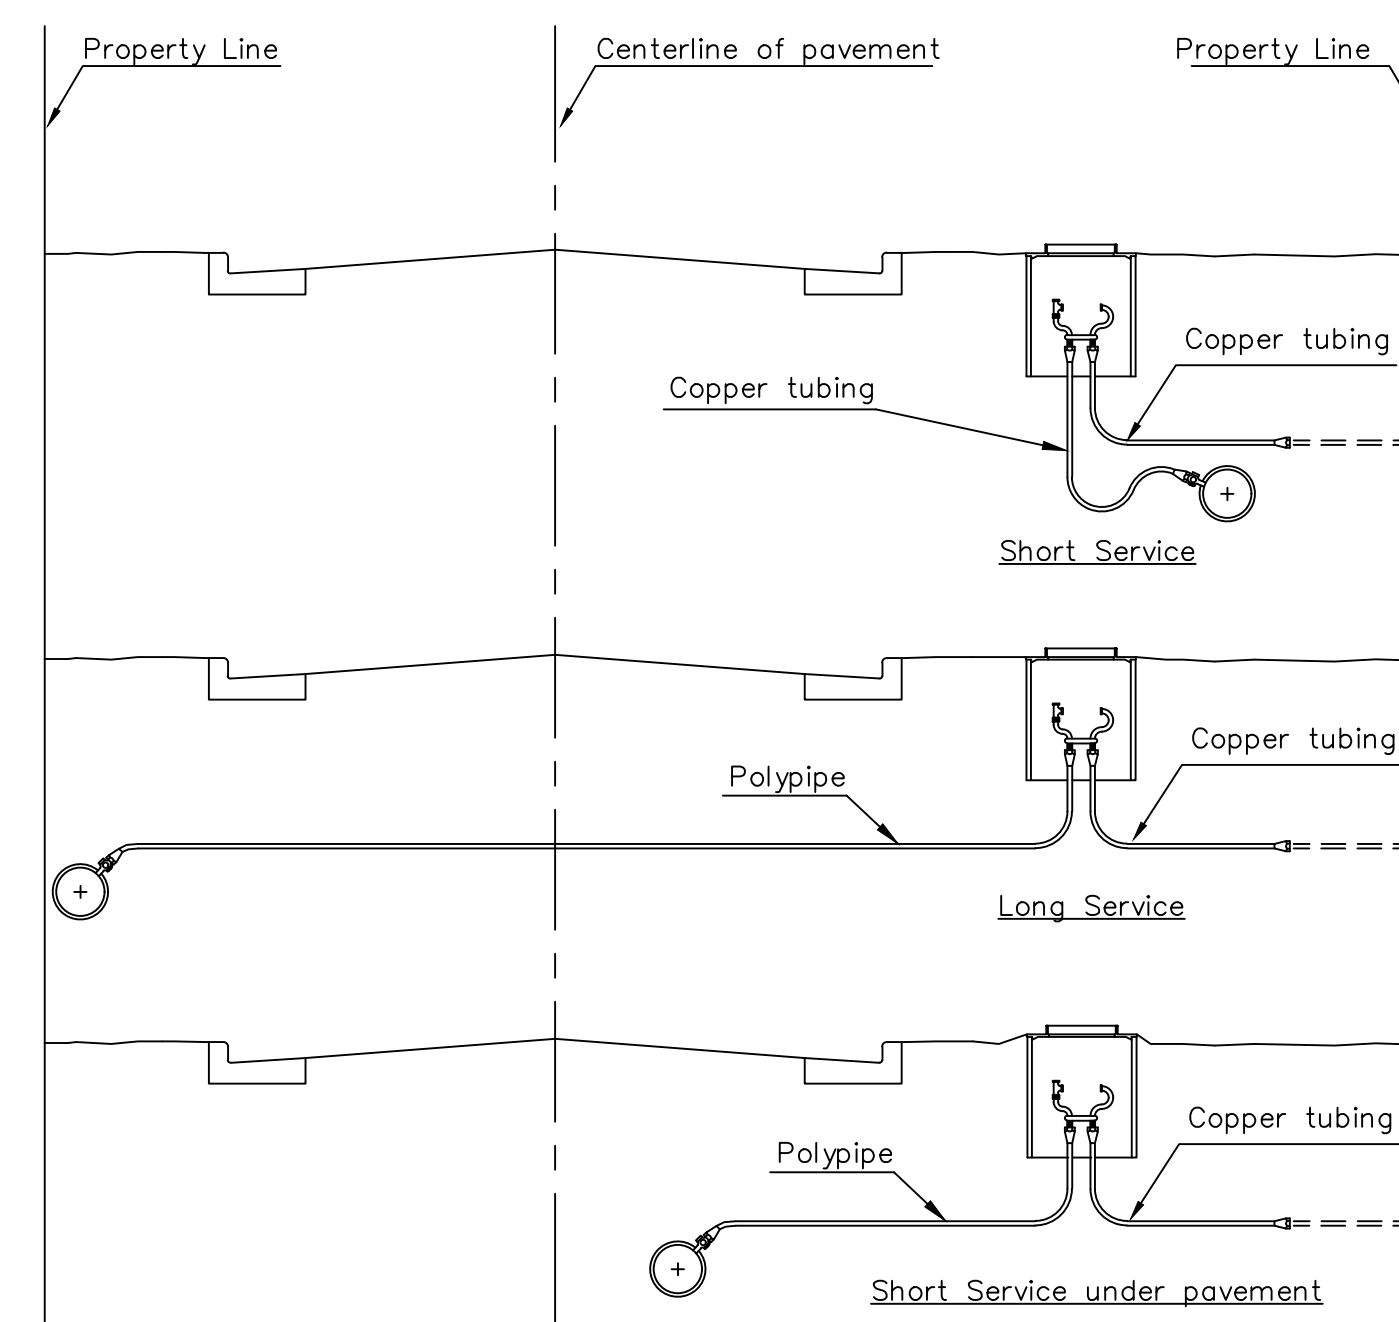 Property Line
Centerline of pavement
Property Line
Copper tubing
Copper tubing
Short Service
Copper tubing
Polypipe
Long Service
Copper tubing
Polypipe
Short Service under pavement